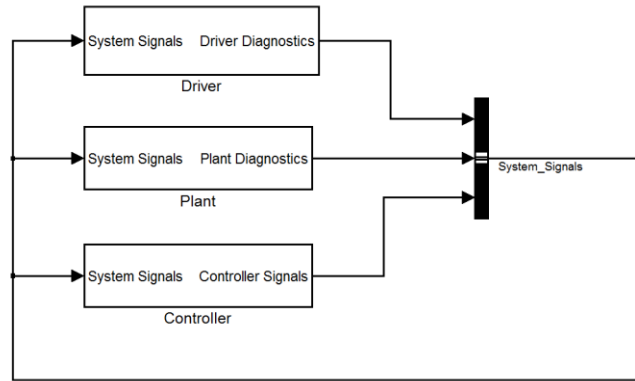 System Signals Driver Diagnostics
Driver
System Signals Plant Diagnostics
System_Signals
Plant
System Signals Controller Signals
Controller